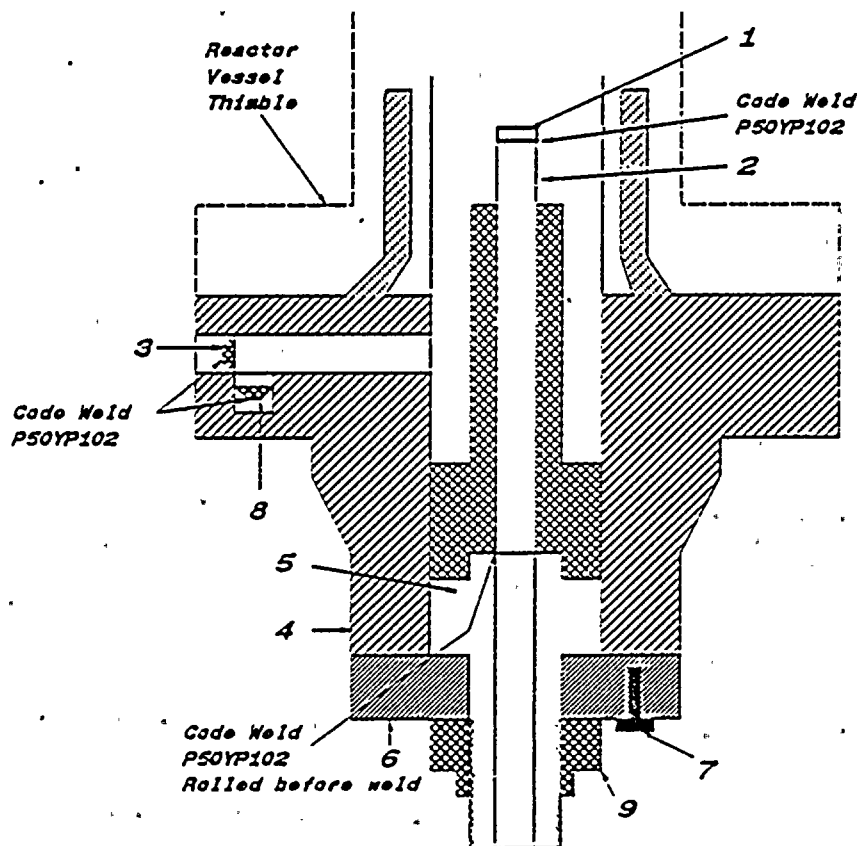 Reactor
Vessel
Thimble
1
Code Weld
P50YP102
2
3
Code Weld
P50YP102
8
5
4
Code Weld
P50YP102
Rolled before weld
6
7
9